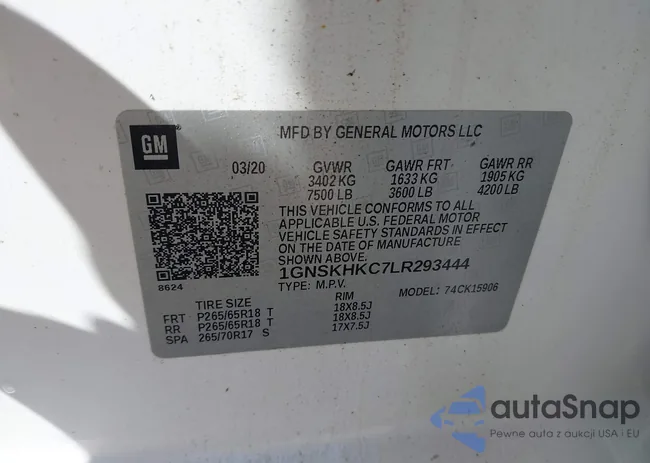 GM
MFD BY GENERAL MOTORS LLC
03/20 GVWR GAWR FRT GAWR RR
3402 KG 1633 KG 1905 KG
7500 LB 3600 LB 4200 LB
THIS VEHICLE CONFORMS TO ALL
APPLICABLE U.S. FEDERAL MOTOR
VEHICLE SAFETY STANDARDS IN EFFECT
ON THE DATE OF MANUFACTURE
SHOWN ABOVE.
1GNSKHKC7LR293444
8624
TYPE: M.P.V. MODEL: 74CK15906
TIRE SIZE RIM
FRT P265/65R18 T 18X8.5J
RR P265/65R18 T 18X8.5J
SPA 265/70R17 S 17X7.5J
autaSnap
Pewne auta z aukcji USA i EU